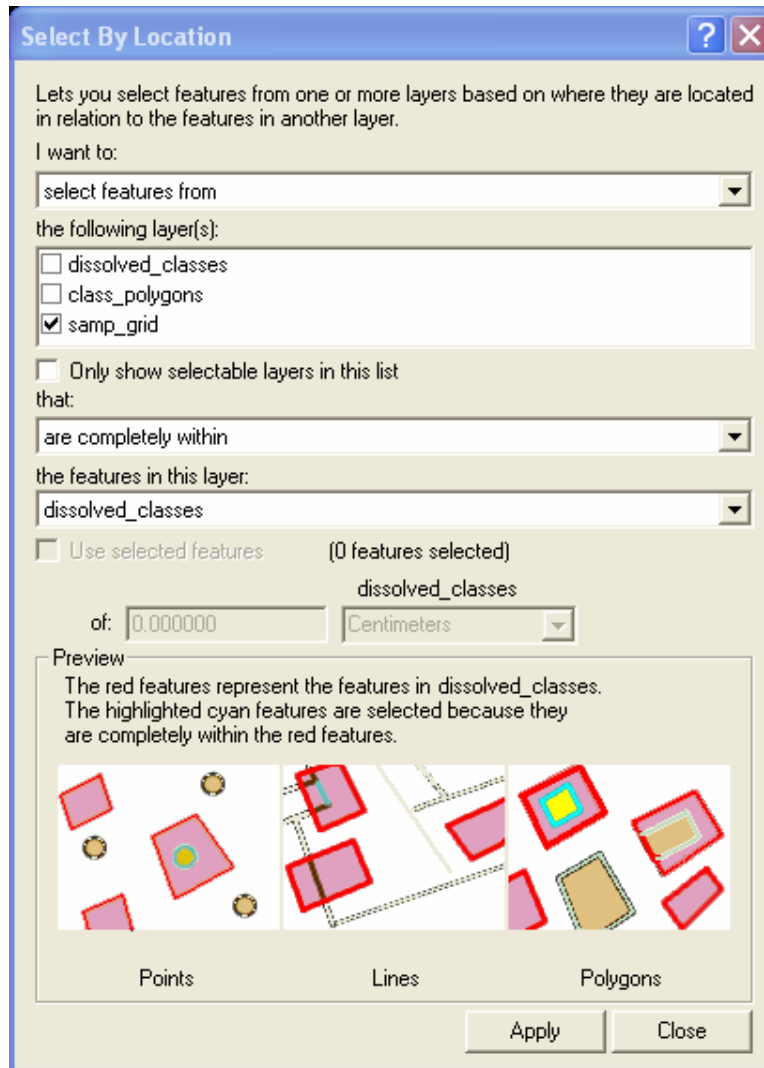 Select By Location
Lets you select features from one or more layers based on where they are located
in relation to the features in another layer.
I want to:
select features from
the following layer(s):
dissolved_classes
class_polygons
samp_grid
Only show selectable layers in this list
that:
are completely within
the features in this layer:
dissolved_classes
Use selected features (0 features selected)
dissolved_classes
of: 0.000000 Centimeters
Preview
The red features represent the features in dissolved_classes.
The highlighted cyan features are selected because they
are completely within the red features.
Points Lines Polygons
Apply Close